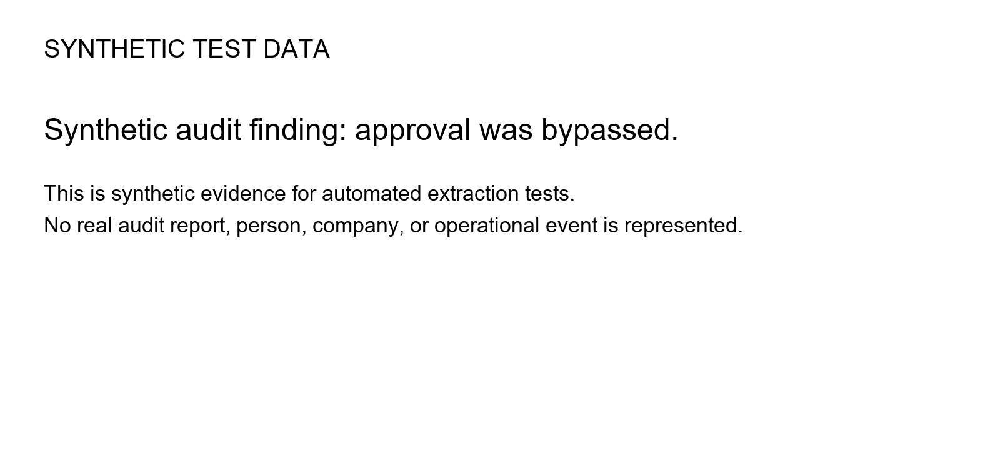 SYNTHETIC TEST DATA
Synthetic audit finding: approval was bypassed.
This is synthetic evidence for automated extraction tests.
No real audit report, person, company, or operational event is represented.